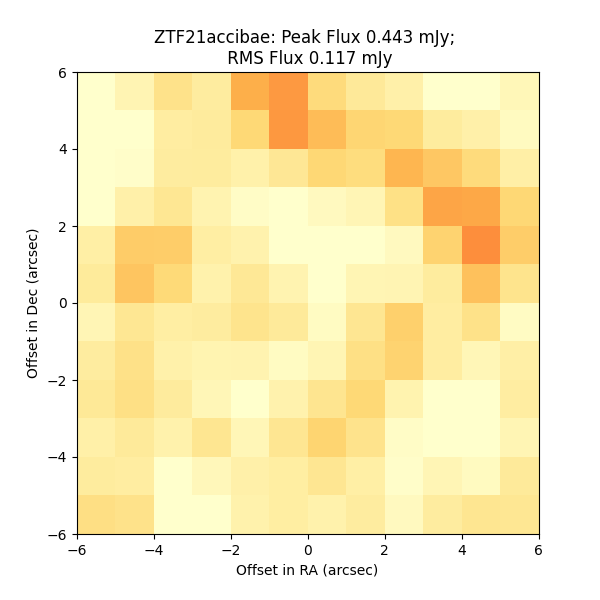 ZTF21accibae: Peak Flux 0.443 mJy;
RMS Flux 0.117 mJy
6
4
2
0
−2
−4
−6
Offset in Dec (arcsec)
−6 −4 −2 0 2 4 6
Offset in RA (arcsec)